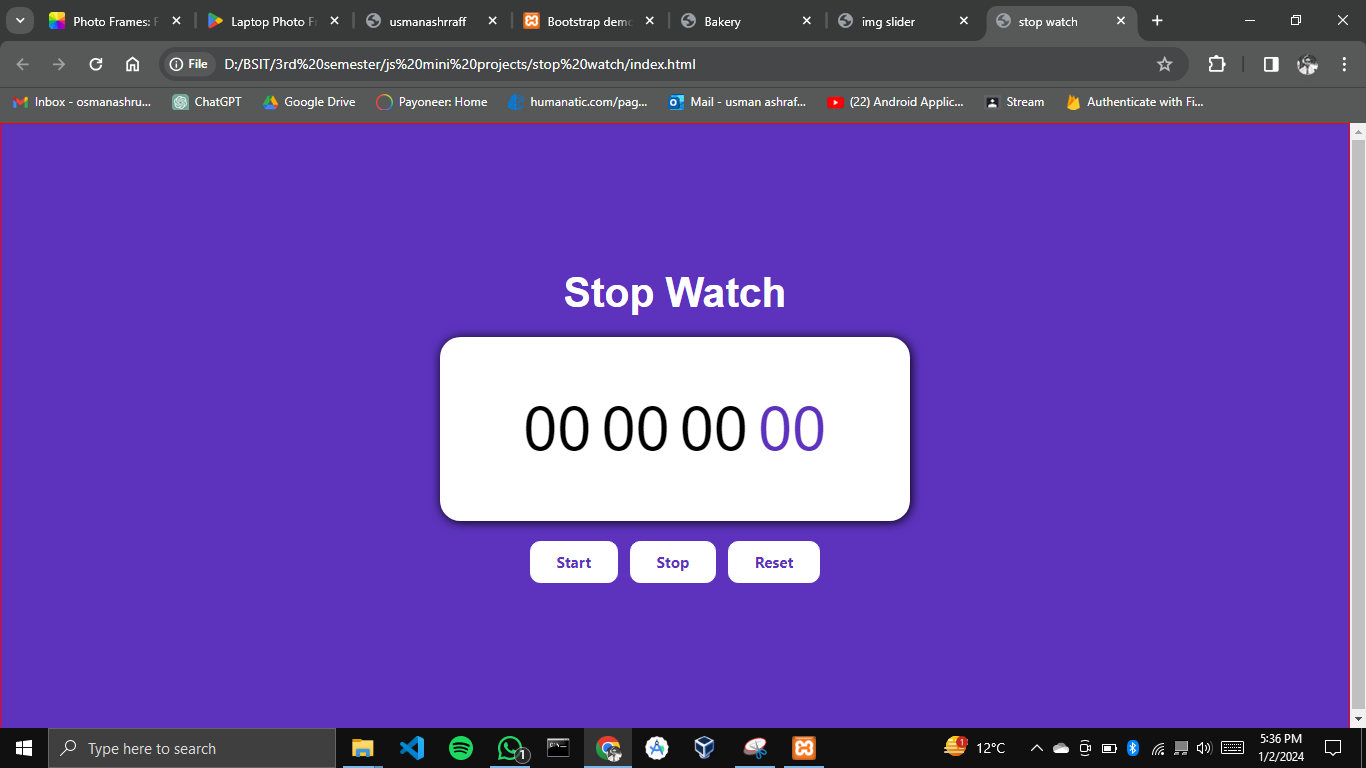 Photo Frames: F
Laptop Photo Fr
usmanashrraff
Bootstrap demo
Bakery
img slider
stop watch
File
D:/BSIT/3rd%20semester/js%20mini%20projects/stop%20watch/index.html
Inbox - osmanashru...
ChatGPT
Google Drive
Payoneer: Home
humanatic.com/pag...
Mail - usman ashraf...
(22) Android Applic...
Stream
Authenticate with Fi...
Stop Watch
00 00 00 00
Start
Stop
Reset
Type here to search
1
1
12°C
5:36 PM
1/2/2024